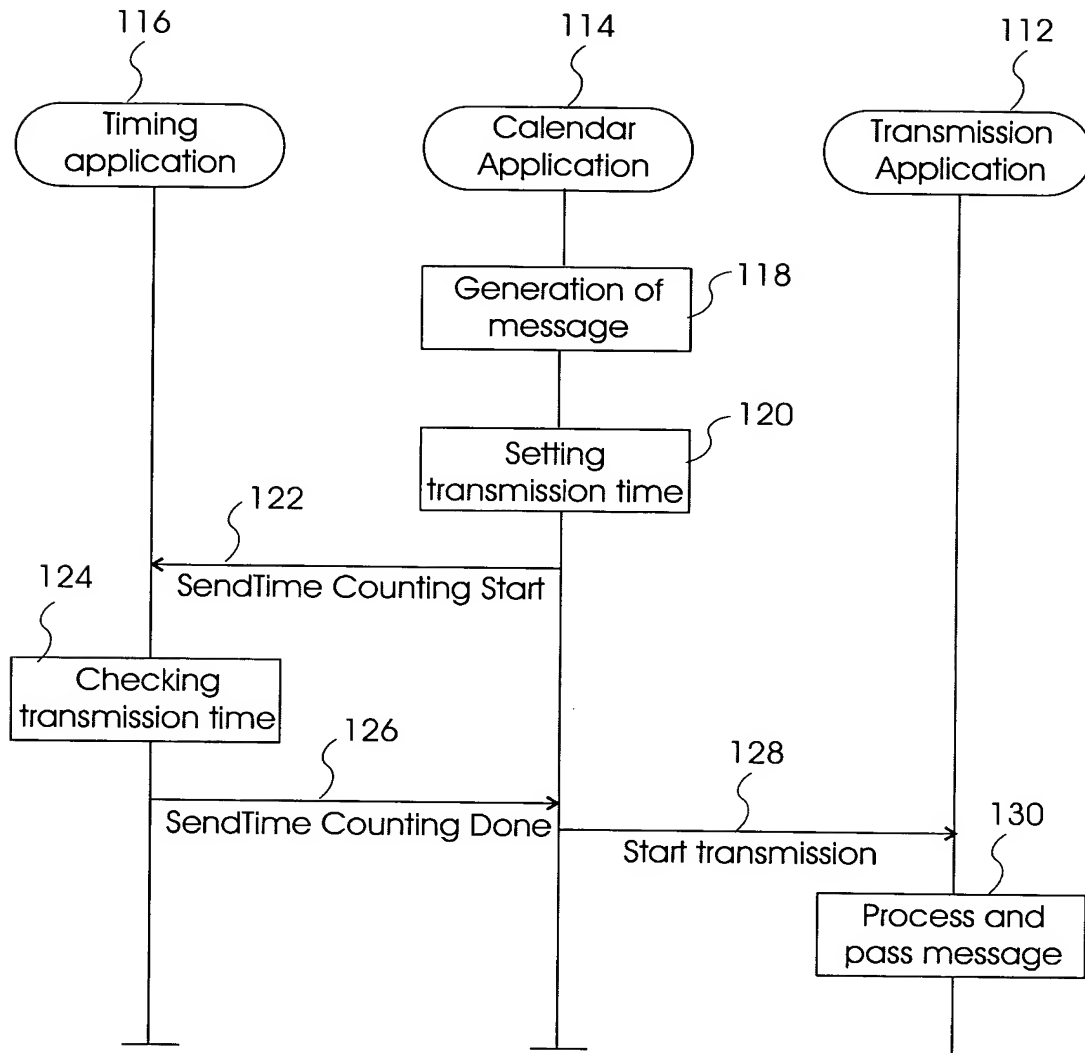 116
114
112
Timing
application
Calendar
Application
Transmission
Application
118
Generation of
message
120
Setting
transmission time
122
SendTime Counting Start
124
Checking
transmission time
126
SendTime Counting Done
128
Start transmission
130
Process and
pass message